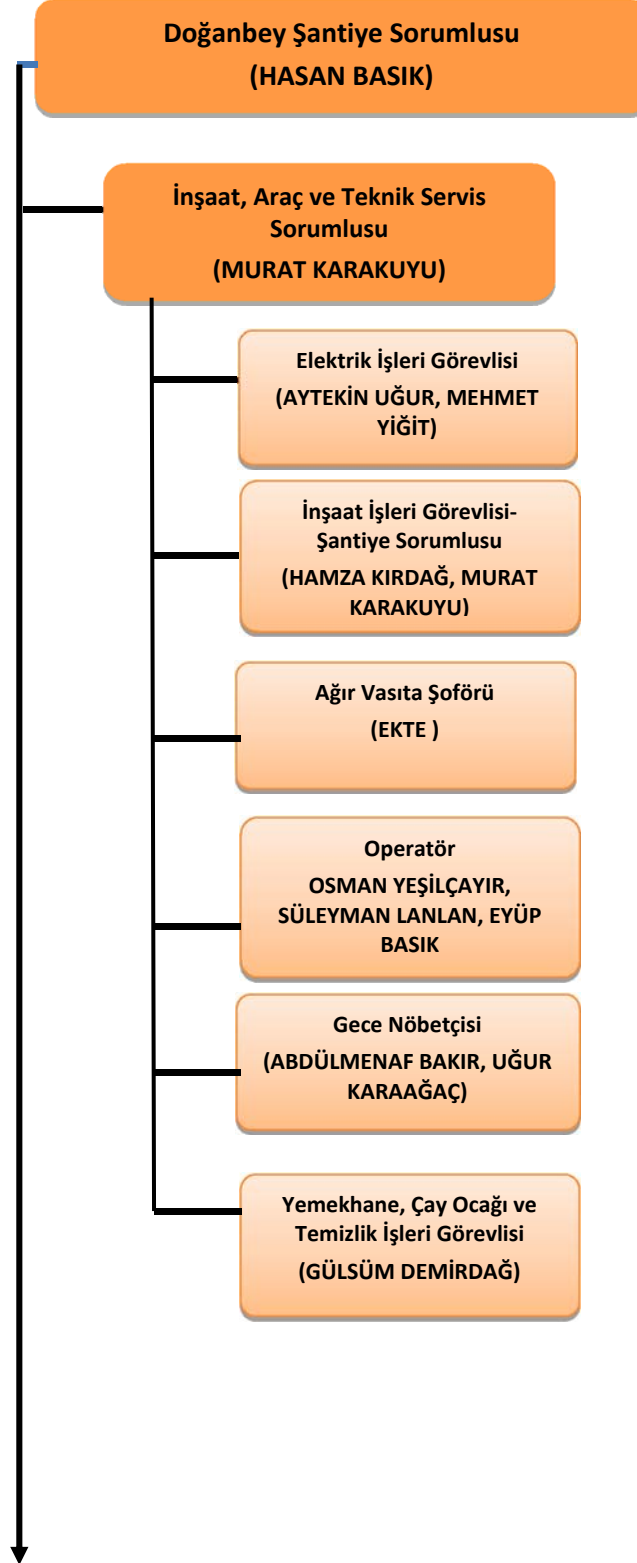 Doğanbey Şantiye Sorumlusu
(HASAN BASIK)
İnşaat, Araç ve Teknik Servis
Sorumlusu
(MURAT KARAKUYU)
Elektrik İşleri Görevlisi
(AYTEKİN UĞUR, MEHMET
YİĞİT)
İnşaat İşleri Görevlisi-
Şantiye Sorumlusu
(HAMZA KIRDAĞ, MURAT
KARAKUYU)
Ağır Vasıta Şoförü
(EKTE )
Operatör
OSMAN YEŞİLÇAYIR,
SÜLEYMAN LANLAN, EYÜP
BASIK
Gece Nöbetçisi
(ABDÜLMENAF BAKIR, UĞUR
KARAAĞAÇ)
Yemekhane, Çay Ocağı ve
Temizlik İşleri Görevlisi
(GÜLSÜM DEMİRDAĞ)